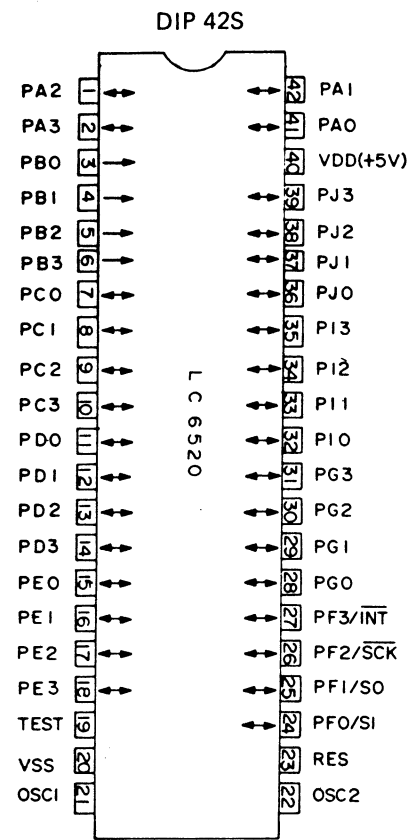 DIP 42S
PA2 1 42 PA1
PA3 2 41 PA0
PB0 3 40 VDD(+5V)
PB1 4 39 PJ3
PB2 5 38 PJ2
PB3 6 37 PJ1
PC0 7 36 PJ0
PC1 8 35 PI3
PC2 9 34 PI2
PC3 10 33 PI1
PD0 11 32 PI0
PD1 12 31 PG3
PD2 13 30 PG2
PD3 14 29 PG1
PE0 15 28 PG0
PE1 16 27 PF3/INT
PE2 17 26 PF2/SCK
PE3 18 25 PF1/SO
TEST 19 24 PF0/SI
VSS 20 23 RES
OSC1 21 22 OSC2
LC6520